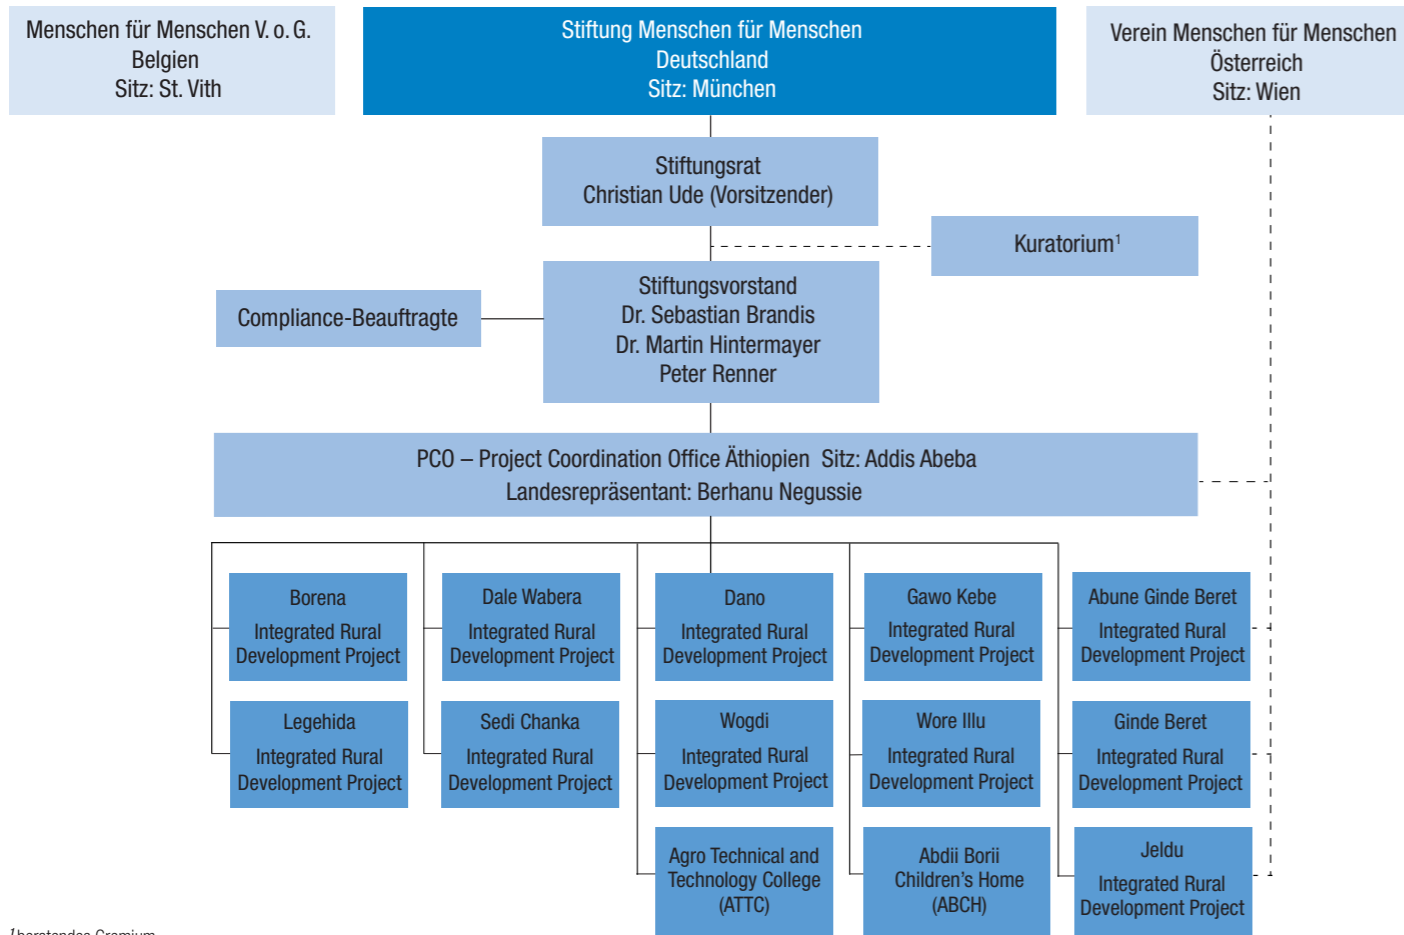 Menschen für Menschen V. o. G.
Belgien
Sitz: St. Vith
Stiftung Menschen für Menschen
Deutschland
Sitz: München
Verein Menschen für Menschen
Österreich
Sitz: Wien
Stiftungsrat
Christian Ude (Vorsitzender)
Kuratorium¹
Compliance-Beauftragte
Stiftungsvorstand
Dr. Sebastian Brandis
Dr. Martin Hintermayer
Peter Renner
PCO – Project Coordination Office Äthiopien Sitz: Addis Abeba
Landesrepräsentant: Berhanu Negussie
Borena
Integrated Rural
Development Project
Dale Wabera
Integrated Rural
Development Project
Dano
Integrated Rural
Development Project
Gawo Kebe
Integrated Rural
Development Project
Abune Ginde Beret
Integrated Rural
Development Project
Legehida
Integrated Rural
Development Project
Sedi Chanka
Integrated Rural
Development Project
Wogdi
Integrated Rural
Development Project
Wore Illu
Integrated Rural
Development Project
Ginde Beret
Integrated Rural
Development Project
Agro Technical and
Technology College
(ATTC)
Abdii Borii
Children's Home
(ABCH)
Jeldu
Integrated Rural
Development Project
¹beratendes Gremium